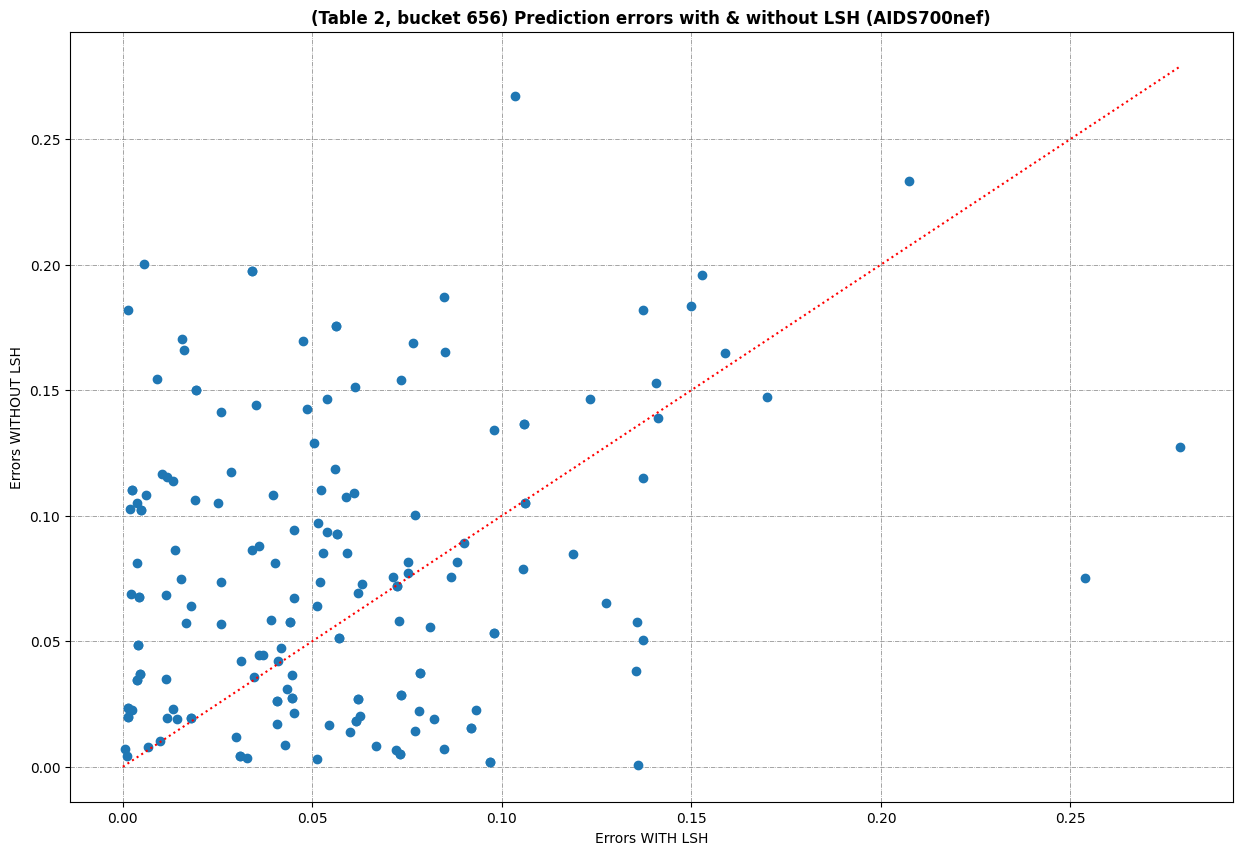 (Table 2, bucket 656) Prediction errors with & without LSH (AIDS700nef)
Errors WITHOUT LSH
0.25
0.20
0.15
0.10
0.05
0.00
0.00 0.05 0.10 0.15 0.20 0.25
Errors WITH LSH